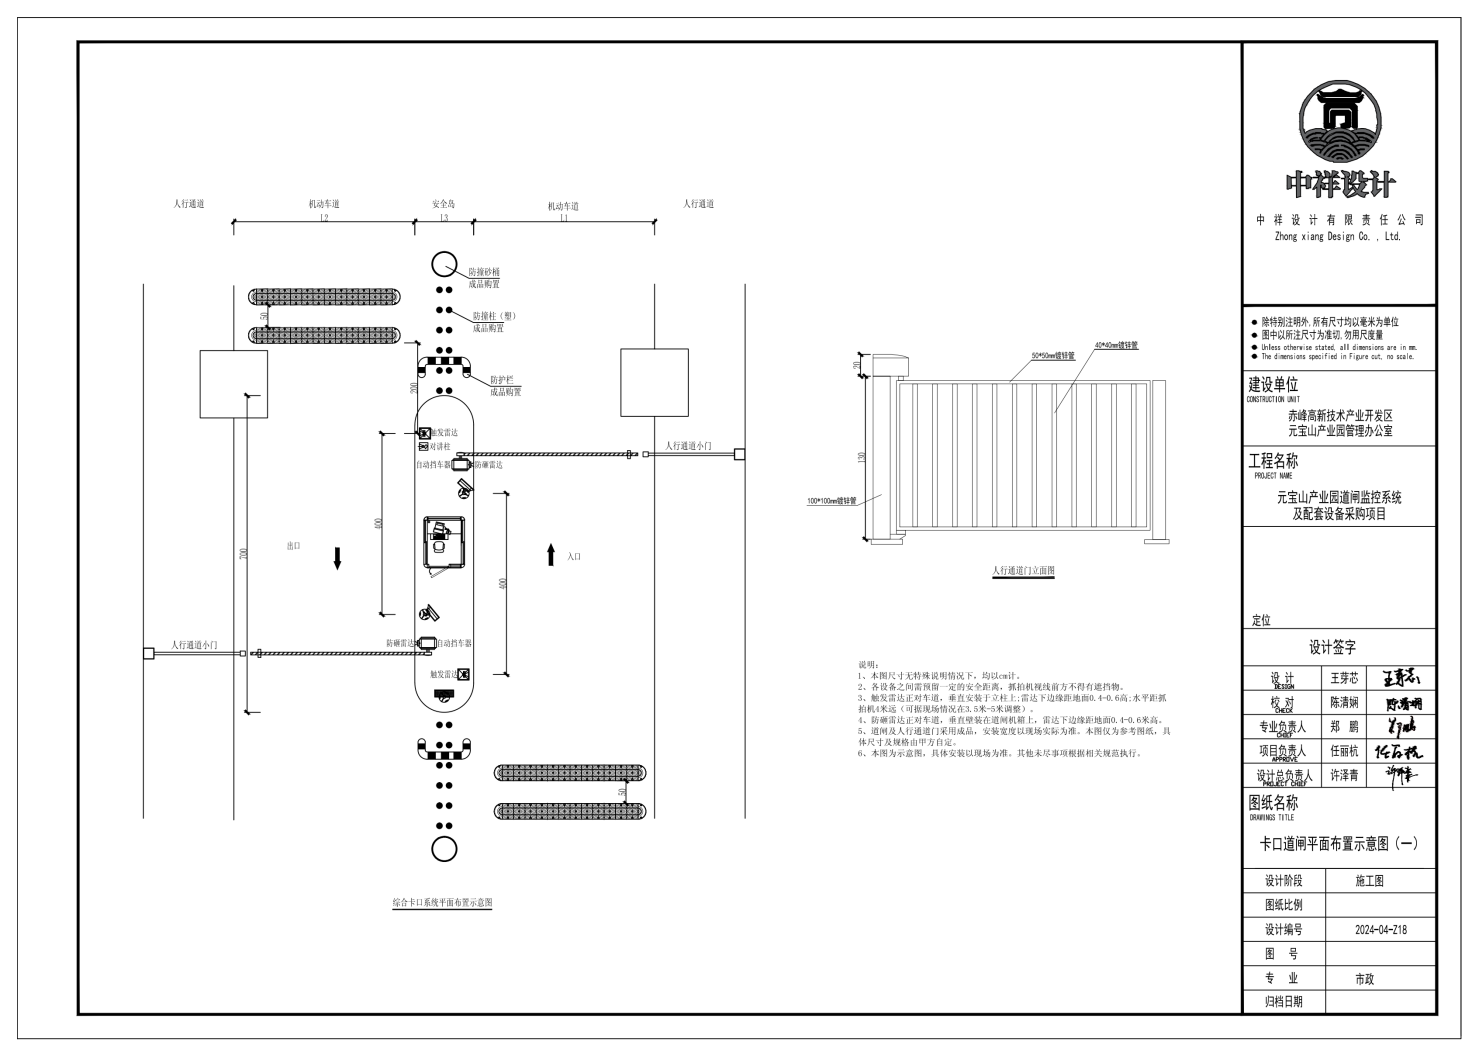 人行通道
机动车道
安全岛
机动车道
人行通道
L2
L3
L1
防撞砂桶
成品购置
防撞柱（塑）
成品购置
50
防护栏
成品购置
200
触发雷达
对讲柱
自动挡车器
防砸雷达
人行通道小门
400
700
出口
入口
400
人行通道小门
防砸雷达
自动挡车器
触发雷达
50
综合卡口系统平面布置示意图
40*40mm镀锌管
50*50mm镀锌管
20
130
100*100mm镀锌管
人行通道门立面图
说明:
1、本图尺寸无特殊说明情况下，均以cm计。
2、各设备之间需预留一定的安全距离，抓拍机视线前方不得有遮挡物。
3、触发雷达正对车道，垂直安装于立柱上;雷达下边缘距地面0.4-0.6高;水平距抓
拍机4米远（可据现场情况在3.5米-5米调整）。
4、防砸雷达正对车道，垂直壁装在道闸机箱上，雷达下边缘距地面0.4-0.6米高。
5、道闸及人行通道门采用成品，安装宽度以现场实际为准。本图仅为参考图纸，具
体尺寸及规格由甲方自定。
6、本图为示意图，具体安装以现场为准。其他未尽事项根据相关规范执行。
中祥设计
中祥设计有限责任公司
Zhong xiang Design Co. , Ltd.
● 除特别注明外,所有尺寸均以毫米为单位
● 图中以所注尺寸为准切,勿用尺度量
● Unless otherwise stated, alll dimensions are in mm.
● The dimensions specified in Figure cut, no scale.
建设单位
CONSTRUCTION UNIT
赤峰高新技术产业开发区
元宝山产业园管理办公室
工程名称
PROJECT NAME
元宝山产业园道闸监控系统
及配套设备采购项目
定位
设计签字
设 计 王芽芯 王芽芯
DESIGN
校 对 陈清娴 陈清娴
CHECK
专业负责人 郑 鹏 郑鹏
CHIEF
项目负责人 任丽杭 任丽杭
APPROVE
设计总负责人 许泽青 许泽青
PROJECT CHIEF
图纸名称
DRAWINGS TITLE
卡口道闸平面布置示意图（一）
设计阶段 施工图
图纸比例
设计编号 2024-04-Z18
图 号
专 业 市政
归档日期